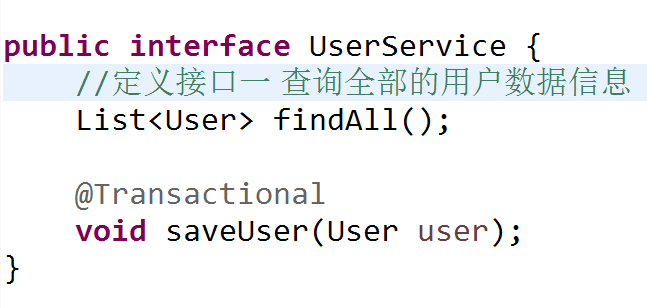 public interface UserService {
//定义接口一 查询全部的用户数据信息
List<User> findAll();
@Transactional
void saveUser(User user);
}